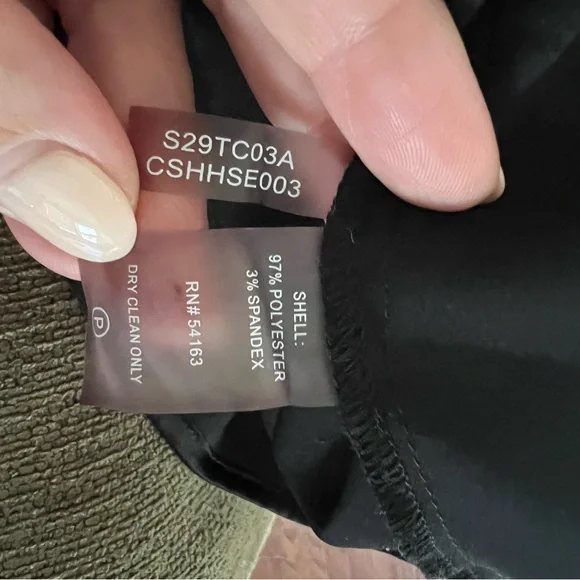 S29TC03A
CSHHSE003
SHELL:
97% POLYESTER
3% SPANDEX
RN# 54163
DRY CLEAN ONLY
P